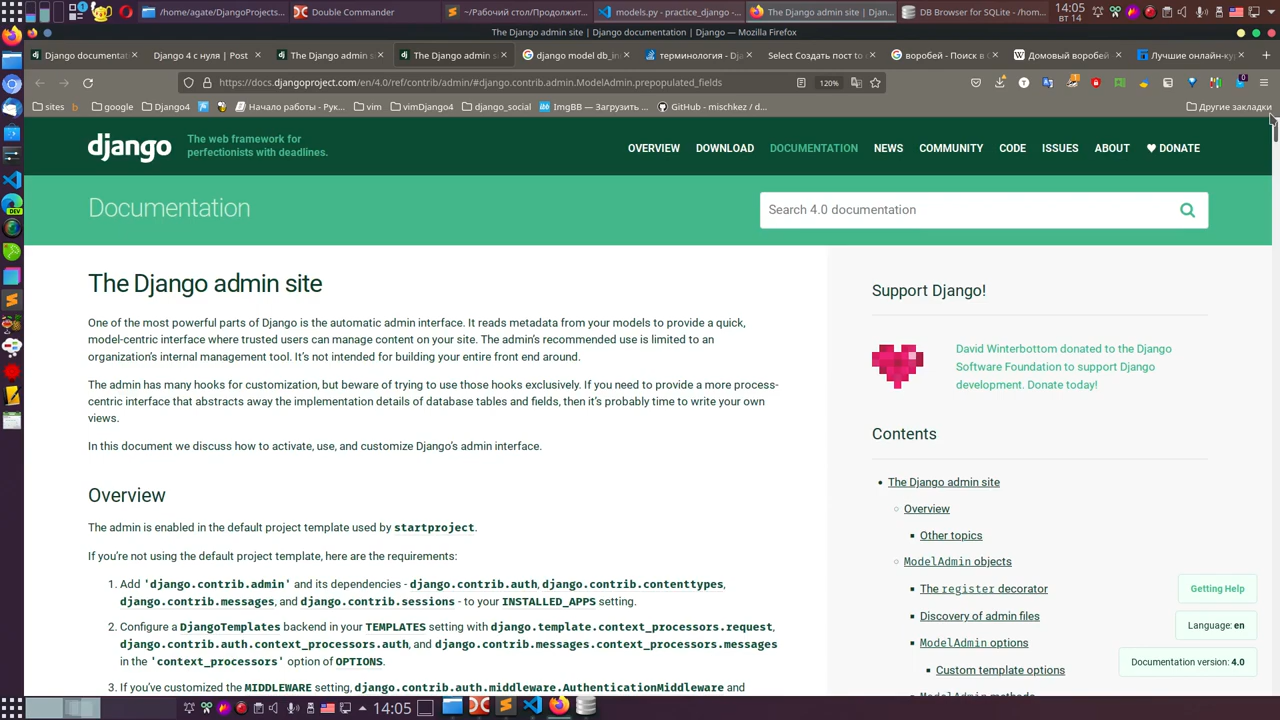 /home/agate/DjangoProjects...
Double Command...
~/Рабочий стол/Продолжит...
models.py - practice_django -...
The Django admin site | Djan...
DB Browser for SQLite - /hom...
14:05
ВТ 14
The Django admin site | Django documentation | Django — Mozilla Firefox
Django documentat
Django 4 с нуля | Post
The Django admin s
The Django admin s
django model db_in
терминология - Dja
Select Создать пост to c
воробей - Поиск в G
Домовый воробе
Лучшие онлайн-ку
https://docs.djangoproject.com/en/4.0/ref/contrib/admin/#django.contrib.admin.ModelAdmin.prepopulated_fields
120%
sites
google
Django4
Начало работы - Рук...
vim
vimDjango4
django_social
ImgBB — Загрузить ...
GitHub - mischkez / d...
Другие закладки
django
The web framework for
perfectionists with deadlines.
OVERVIEW
DOWNLOAD
DOCUMENTATION
NEWS
COMMUNITY
CODE
ISSUES
ABOUT
♥ DONATE
Documentation
Search 4.0 documentation
The Django admin site
One of the most powerful parts of Django is the automatic admin interface. It reads metadata from your models to provide a quick,
model-centric interface where trusted users can manage content on your site. The admin’s recommended use is limited to an
organization’s internal management tool. It’s not intended for building your entire front end around.
The admin has many hooks for customization, but beware of trying to use those hooks exclusively. If you need to provide a more process-
centric interface that abstracts away the implementation details of database tables and fields, then it’s probably time to write your own
views.
In this document we discuss how to activate, use, and customize Django’s admin interface.
Overview
The admin is enabled in the default project template used by startproject.
If you’re not using the default project template, here are the requirements:
1. Add 'django.contrib.admin' and its dependencies - django.contrib.auth, django.contrib.contenttypes,
django.contrib.messages, and django.contrib.sessions - to your INSTALLED_APPS setting.
2. Configure a DjangoTemplates backend in your TEMPLATES setting with django.template.context_processors.request,
django.contrib.auth.context_processors.auth, and django.contrib.messages.context_processors.messages
in the 'context_processors' option of OPTIONS.
3. If you’ve customized the MIDDLEWARE setting, django.contrib.auth.middleware.AuthenticationMiddleware and
Support Django!
David Winterbottom donated to the Django
Software Foundation to support Django
development. Donate today!
Contents
The Django admin site
Overview
Other topics
ModelAdmin objects
The register decorator
Discovery of admin files
ModelAdmin options
Custom template options
ModelAdmin methods
Getting Help
Language: en
Documentation version: 4.0
14:05